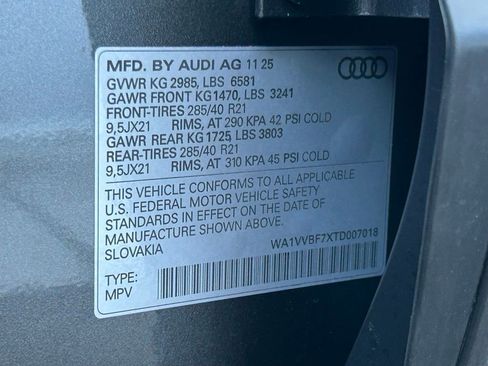 MFD. BY AUDI AG 11 25
GVWR KG 2985, LBS 6581
GAWR FRONT KG1470, LBS 3241
FRONT-TIRES 285/40 R21
9,5JX21 RIMS, AT 290 KPA 42 PSI COLD
GAWR REAR KG 1725, LBS 3803
REAR-TIRES 285/40 R21
9,5JX21 RIMS, AT 310 KPA 45 PSI COLD
THIS VEHICLE CONFORMS TO ALL APPLICABLE
U.S. FEDERAL MOTOR VEHICLE SAFETY
STANDARDS IN EFFECT ON THE DATE OF
MANUFACTURE SHOWN ABOVE.
SLOVAKIA
WA1VVBF7XTD007018
TYPE:
MPV